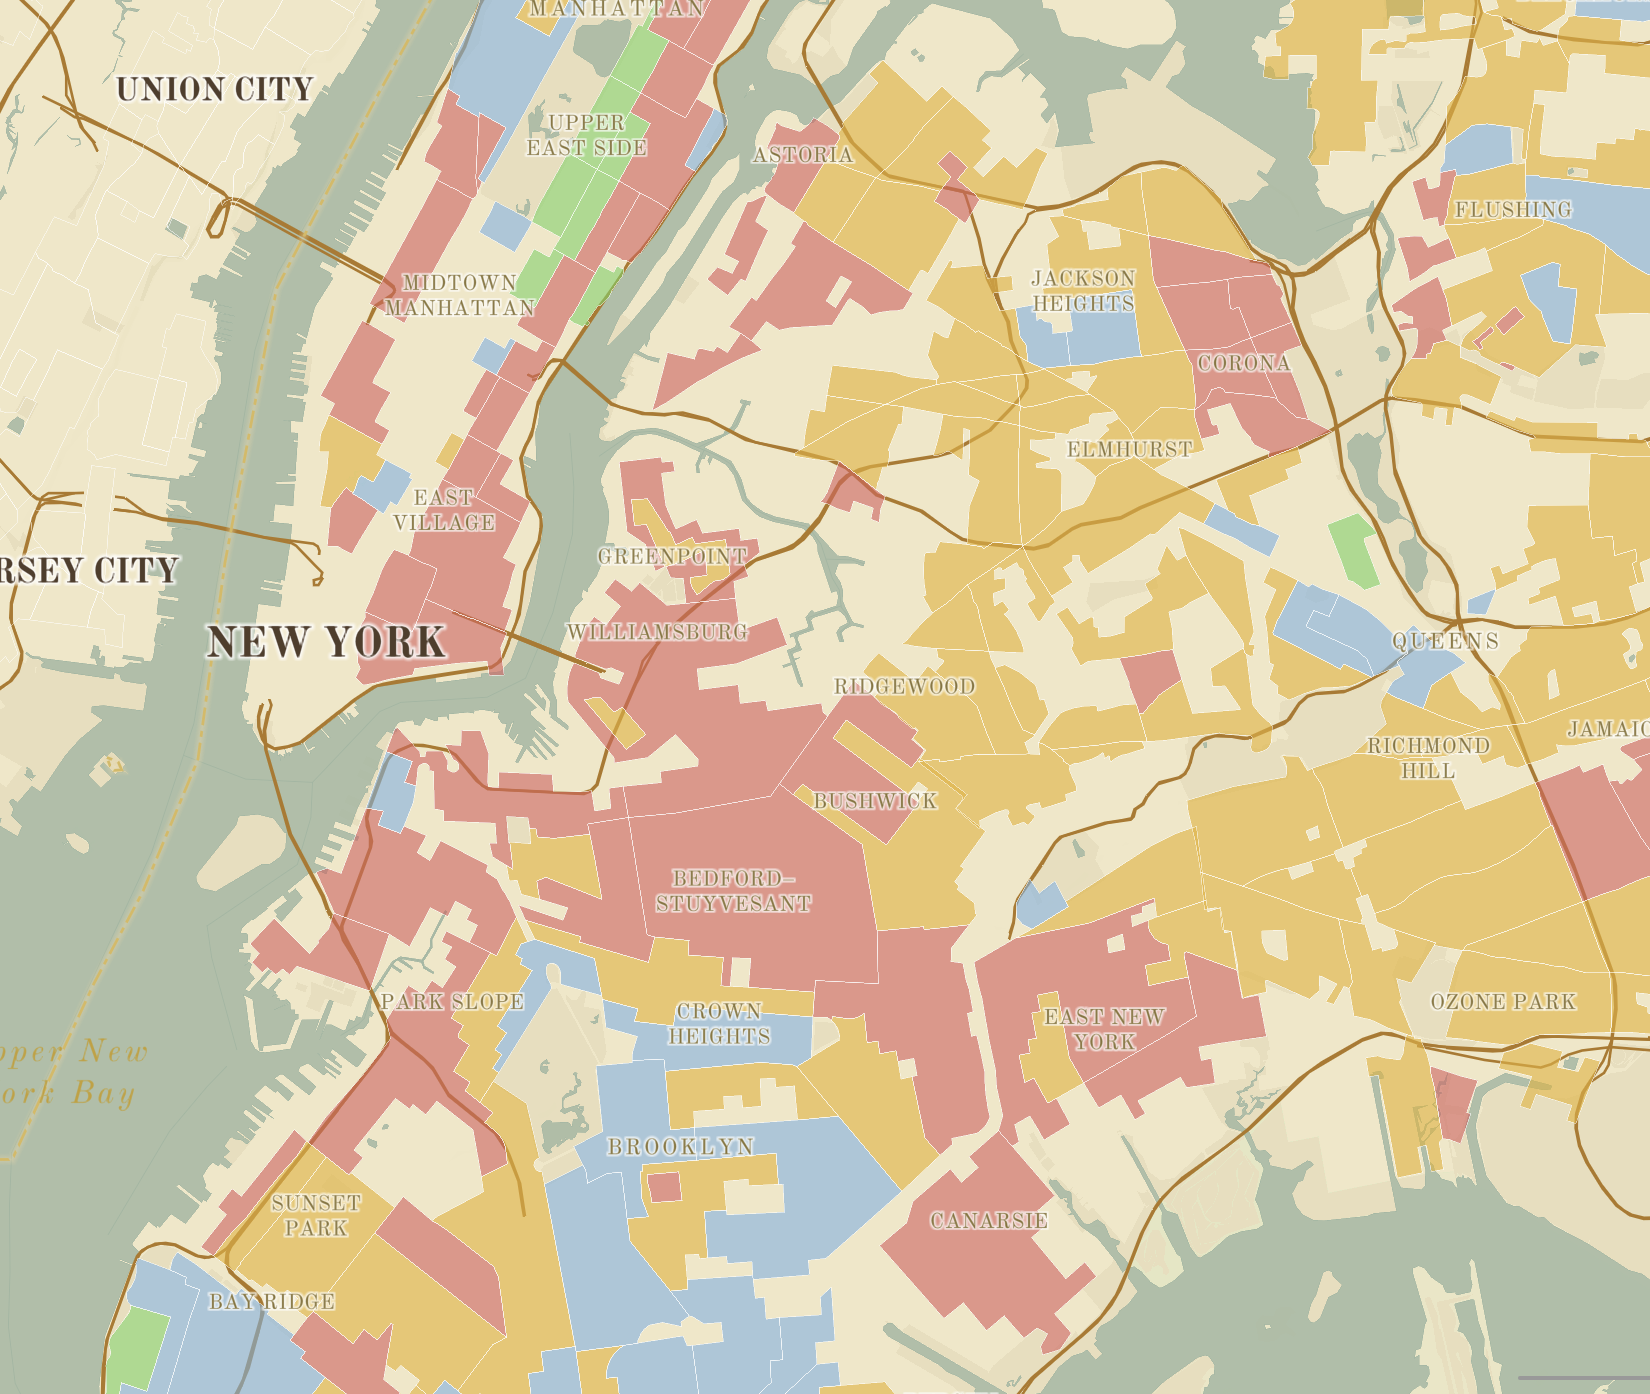 MANHATTAN
UNION CITY
UPPER
EAST SIDE
ASTORIA
FLUSHING
MIDTOWN
MANHATTAN
JACKSON
HEIGHTS
CORONA
ELMHURST
EAST
VILLAGE
GREENPOINT
RSEY CITY
NEW YORK
WILLIAMSBURG
QUEENS
RIDGEWOOD
JAMAIC
RICHMOND
HILL
BUSHWICK
BEDFORD–
STUYVESANT
PARK SLOPE
CROWN
HEIGHTS
EAST NEW
YORK
OZONE PARK
pper New
ork Bay
BROOKLYN
SUNSET
PARK
CANARSIE
BAY RIDGE